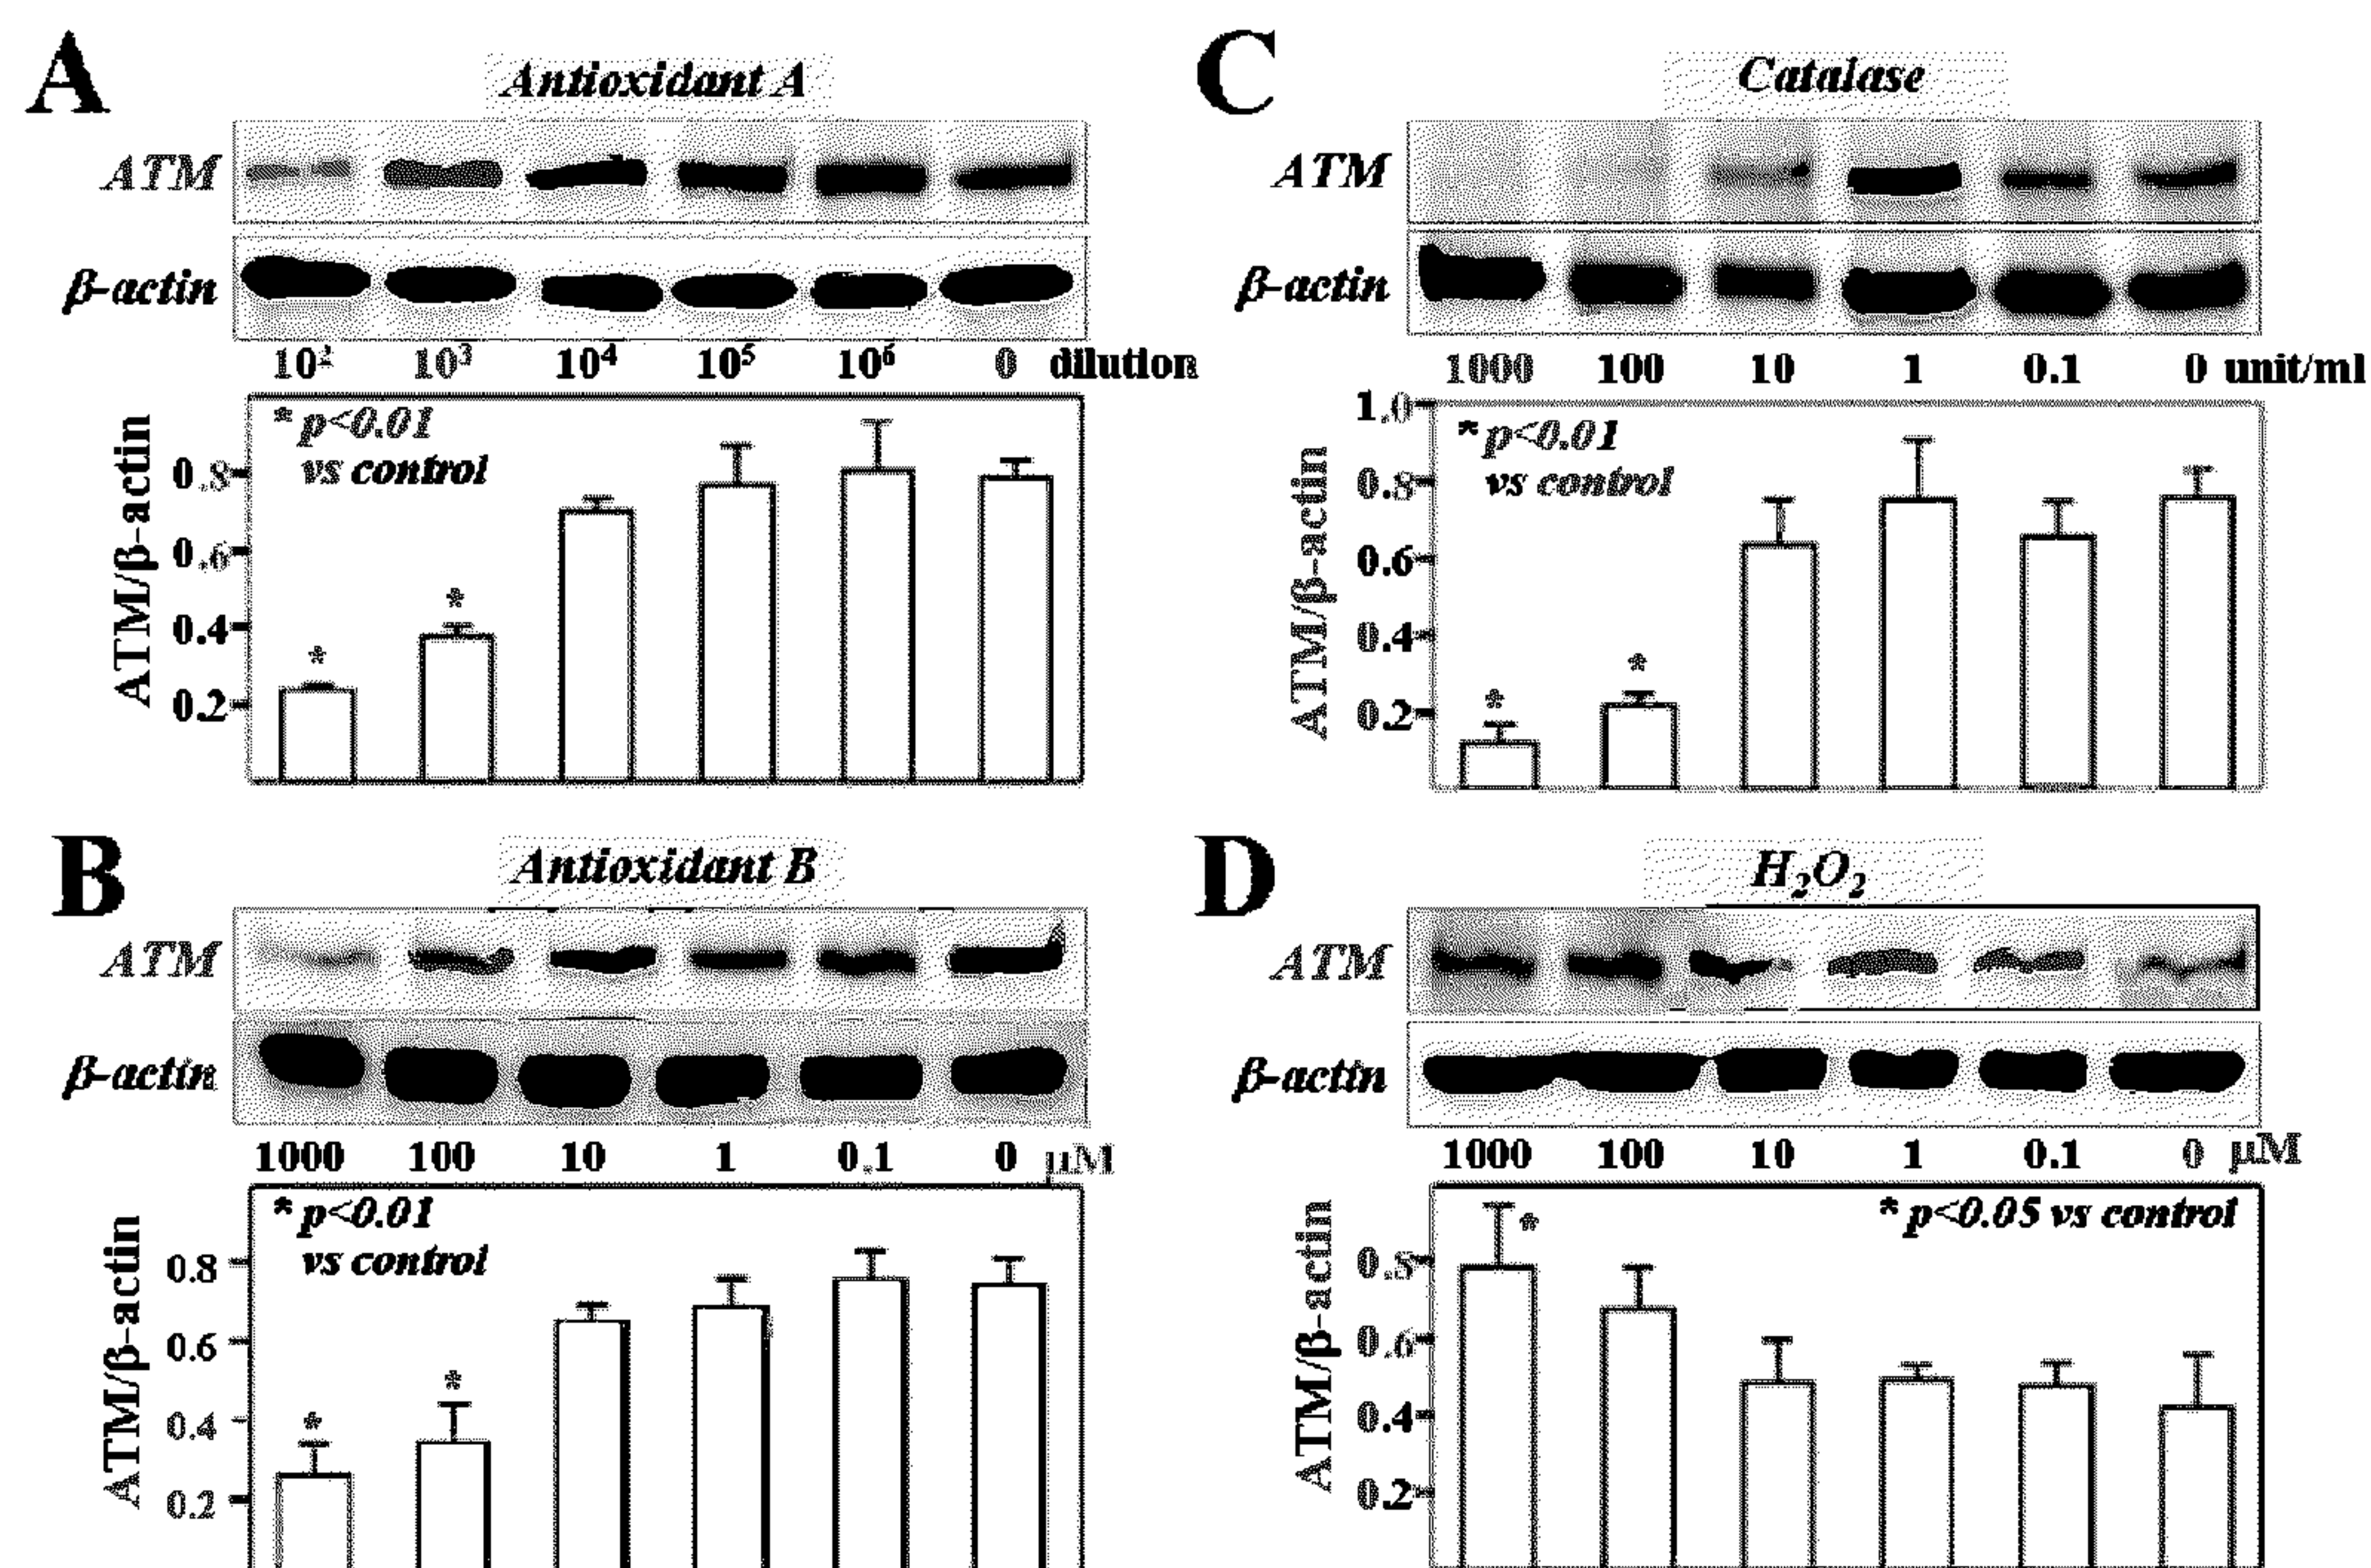 A
Antioxidant A
ATM
β-actin
10² 10³ 10⁴ 10⁵ 10⁶ 0 dilution
* p<0.01
vs control
ATM/β-actin
0.8
0.6
0.4
0.2
*
*
B
Antioxidant B
ATM
β-actin
1000 100 10 1 0.1 0 μM
* p<0.01
vs control
ATM/β-actin
0.8
0.6
0.4
0.2
*
*
C
Catalase
ATM
β-actin
1000 100 10 1 0.1 0 unit/ml
* p<0.01
vs control
ATM/β-actin
1.0
0.8
0.6
0.4
0.2
*
*
D
H₂O₂
ATM
β-actin
1000 100 10 1 0.1 0 μM
* p<0.05 vs control
ATM/β-actin
0.8
0.6
0.4
0.2
*